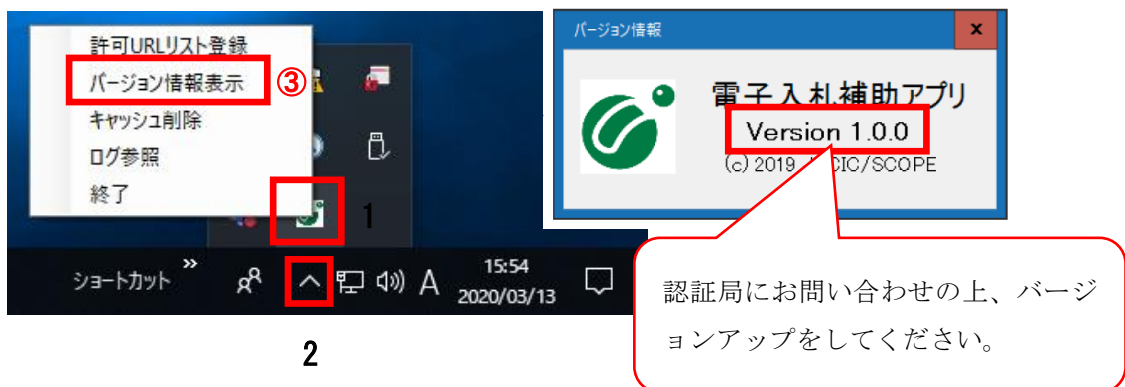 許可URLリスト登録
バージョン情報表示
③
キャッシュ削除
ログ参照
終了
1
ショートカット
»
A
15:54
2020/03/13
2
バージョン情報
x
電子入札補助アプリ
Version 1.0.0
(c) 2019 CIC/SCOPE
認証局にお問い合わせの上、バージ
ョンアップをしてください。